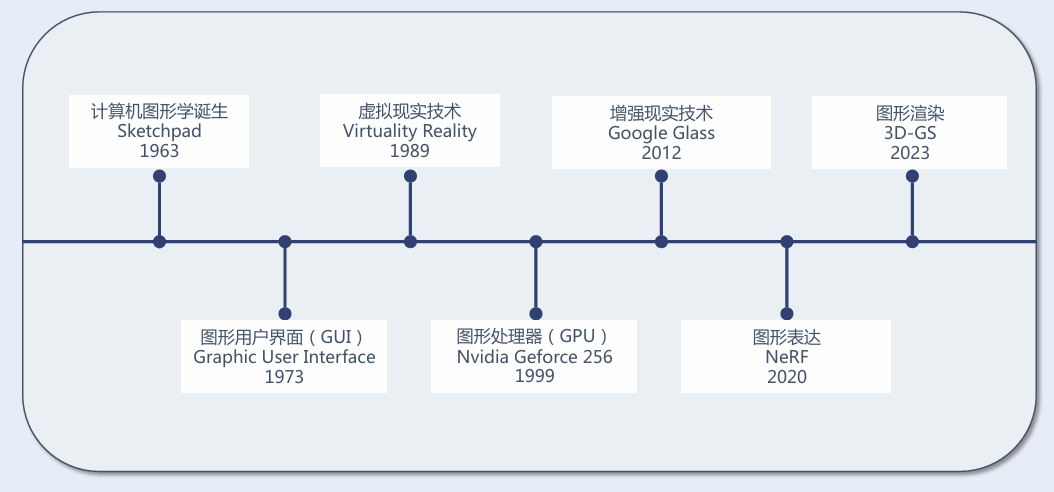 计算机图形学诞生
Sketchpad
1963
虚拟现实技术
Virtuality Reality
1989
增强现实技术
Google Glass
2012
图形渲染
3D-GS
2023
图形用户界面（GUI）
Graphic User Interface
1973
图形处理器（GPU）
Nvidia Geforce 256
1999
图形表达
NeRF
2020